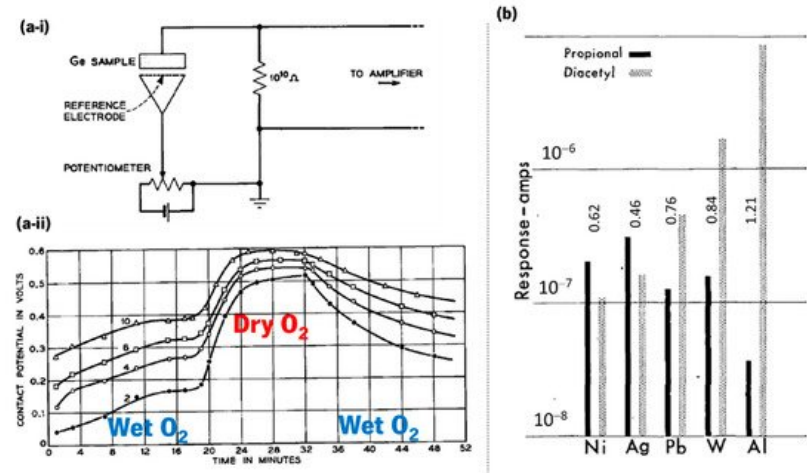 (a-i)
Ge SAMPLE
REFERENCE
ELECTRODE
POTENTIOMETER
10¹⁰Ω
TO AMPLIFIER
(a-ii)
CONTACT POTENTIAL IN VOLTS
0.6
0.5
0.4
0.3
0.2
0.1
0
10
6
4
2
Wet O₂
Dry O₂
Wet O₂
0 4 8 12 16 20 24 28 32 36 40 44 48 52
TIME IN MINUTES
(b)
Propional
Diacetyl
Response – amps
10⁻⁶
10⁻⁷
10⁻⁸
0.62
0.46
0.76
0.84
1.21
Ni Ag Pb W Al